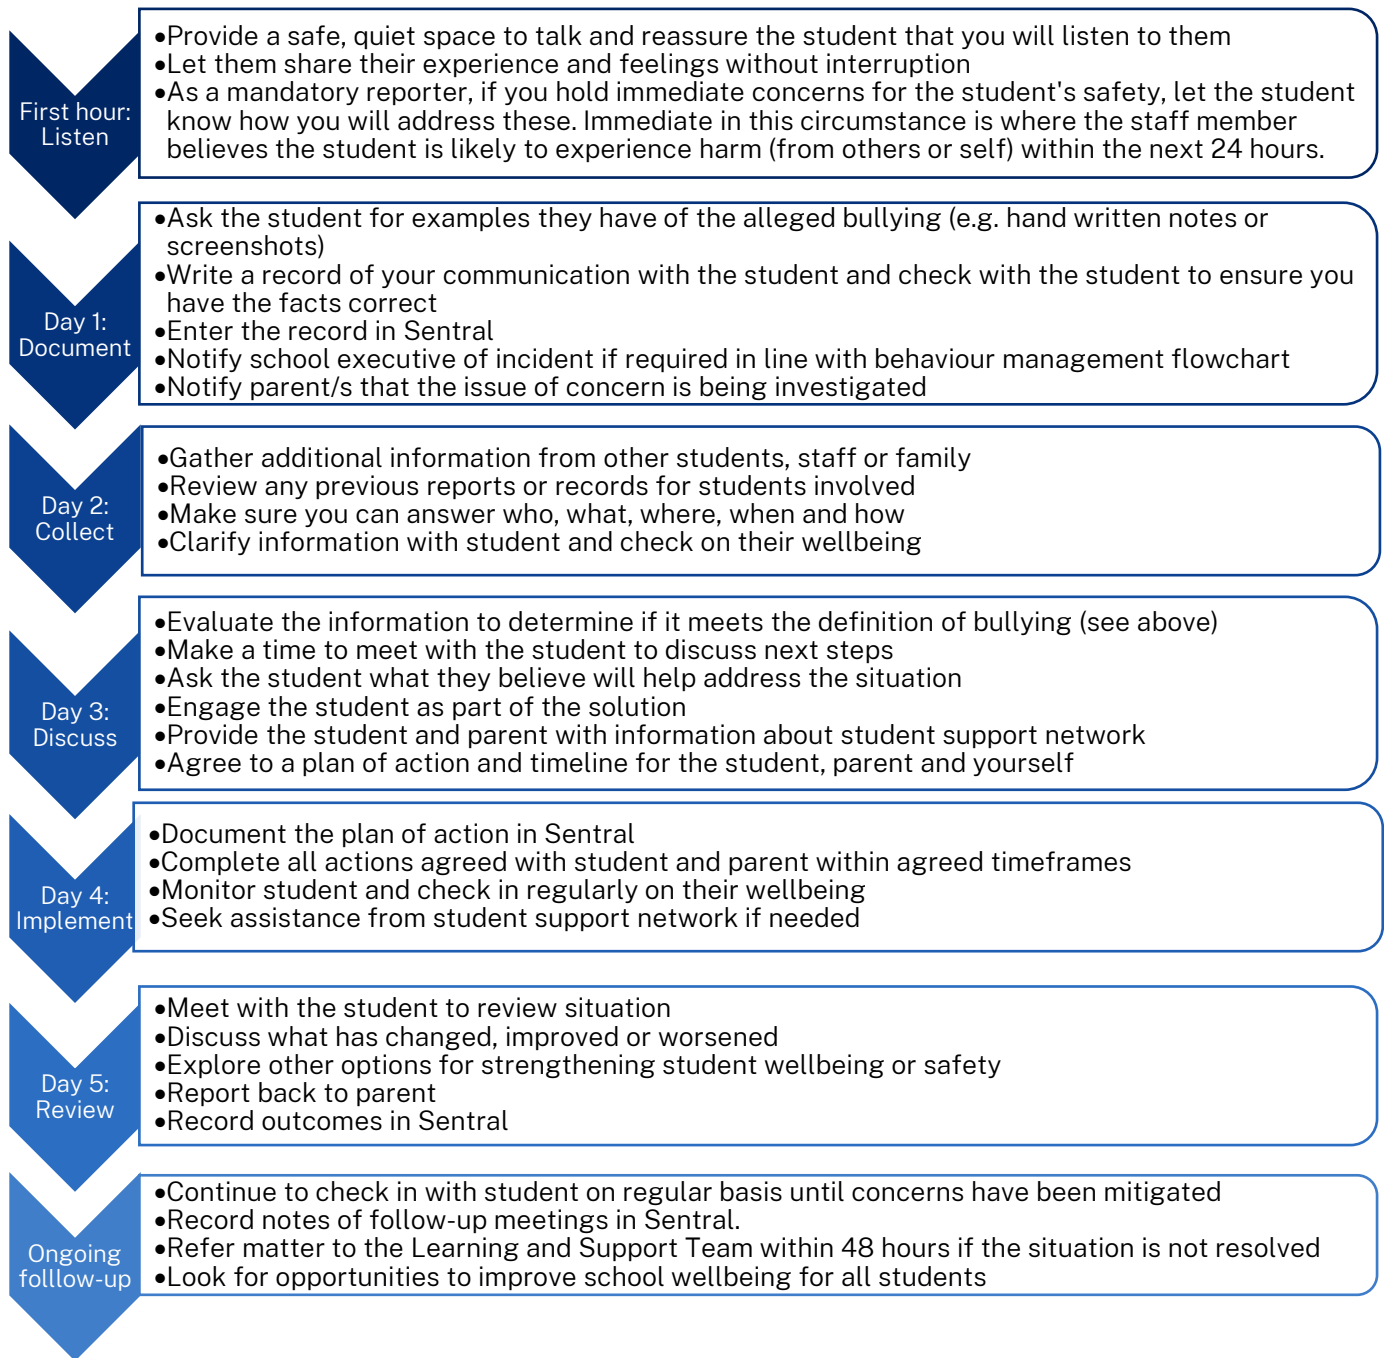 First hour:
Listen
•Provide a safe, quiet space to talk and reassure the student that you will listen to them
•Let them share their experience and feelings without interruption
•As a mandatory reporter, if you hold immediate concerns for the student's safety, let the student
know how you will address these. Immediate in this circumstance is where the staff member
believes the student is likely to experience harm (from others or self) within the next 24 hours.
Day 1:
Document
•Ask the student for examples they have of the alleged bullying (e.g. hand written notes or
screenshots)
•Write a record of your communication with the student and check with the student to ensure you
have the facts correct
•Enter the record in Sentral
•Notify school executive of incident if required in line with behaviour management flowchart
•Notify parent/s that the issue of concern is being investigated
Day 2:
Collect
•Gather additional information from other students, staff or family
•Review any previous reports or records for students involved
•Make sure you can answer who, what, where, when and how
•Clarify information with student and check on their wellbeing
Day 3:
Discuss
•Evaluate the information to determine if it meets the definition of bullying (see above)
•Make a time to meet with the student to discuss next steps
•Ask the student what they believe will help address the situation
•Engage the student as part of the solution
•Provide the student and parent with information about student support network
•Agree to a plan of action and timeline for the student, parent and yourself
Day 4:
Implement
•Document the plan of action in Sentral
•Complete all actions agreed with student and parent within agreed timeframes
•Monitor student and check in regularly on their wellbeing
•Seek assistance from student support network if needed
Day 5:
Review
•Meet with the student to review situation
•Discuss what has changed, improved or worsened
•Explore other options for strengthening student wellbeing or safety
•Report back to parent
•Record outcomes in Sentral
Ongoing
folllow-up
•Continue to check in with student on regular basis until concerns have been mitigated
•Record notes of follow-up meetings in Sentral.
•Refer matter to the Learning and Support Team within 48 hours if the situation is not resolved
•Look for opportunities to improve school wellbeing for all students